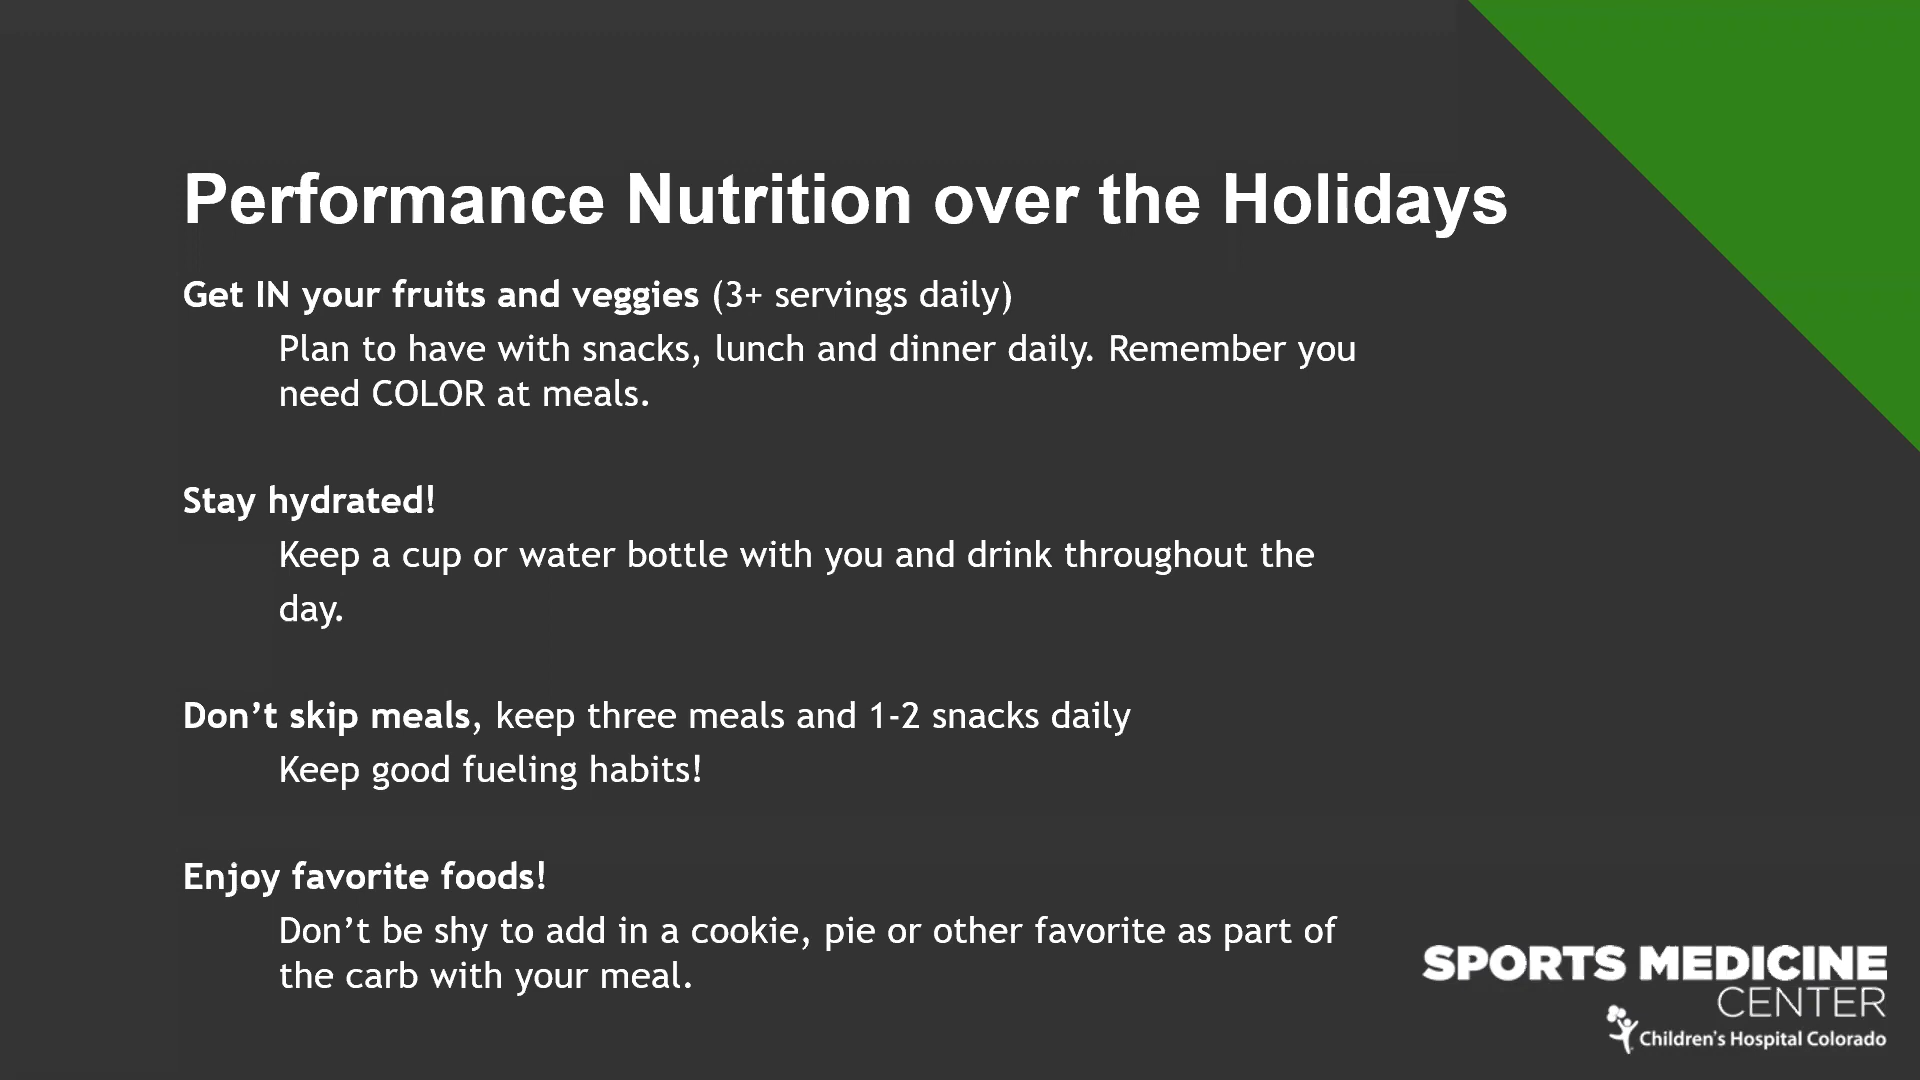 Performance Nutrition over the Holidays
Get IN your fruits and veggies (3+ servings daily)
Plan to have with snacks, lunch and dinner daily. Remember you
need COLOR at meals.
Stay hydrated!
Keep a cup or water bottle with you and drink throughout the
day.
Don’t skip meals, keep three meals and 1-2 snacks daily
Keep good fueling habits!
Enjoy favorite foods!
Don’t be shy to add in a cookie, pie or other favorite as part of
the carb with your meal.
SPORTS MEDICINE
CENTER
Children’s Hospital Colorado